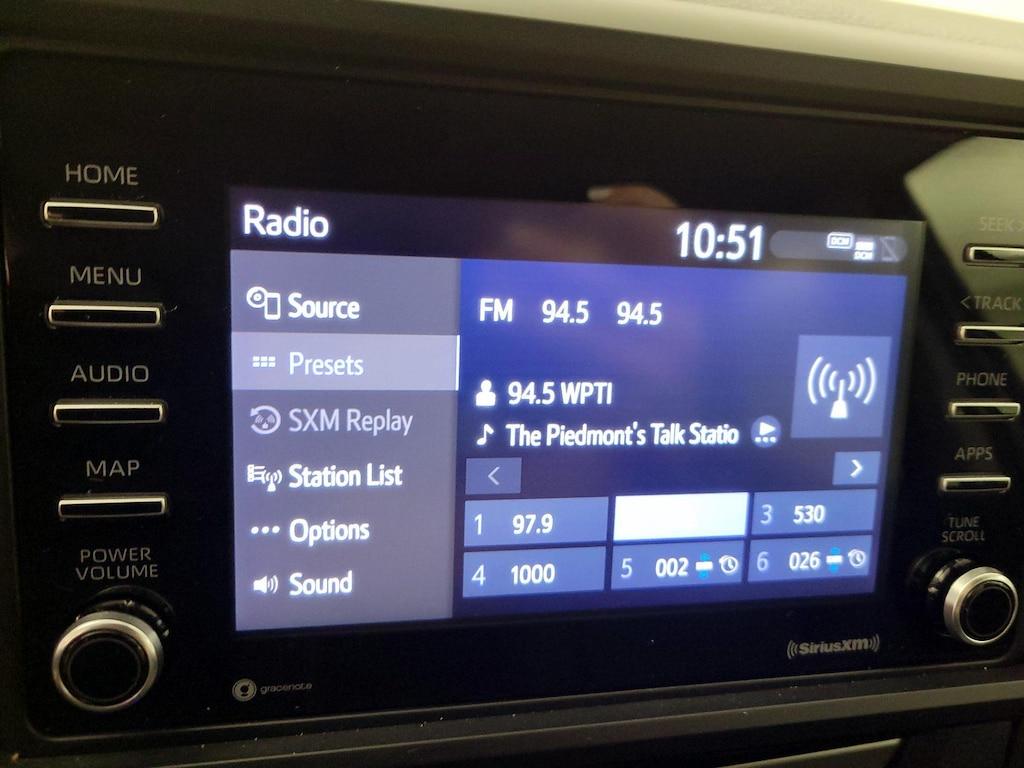 HOME
MENU
AUDIO
MAP
POWER
VOLUME
Radio
10:51
DCM
DCM
Source
Presets
SXM Replay
Station List
Options
Sound
FM 94.5 94.5
94.5 WPTI
The Piedmont's Talk Statio
1 97.9
3 530
4 1000
5 002
6 026
SEEK >
< TRACK
PHONE
APPS
TUNE
SCROLL
gracenote
SiriusXM